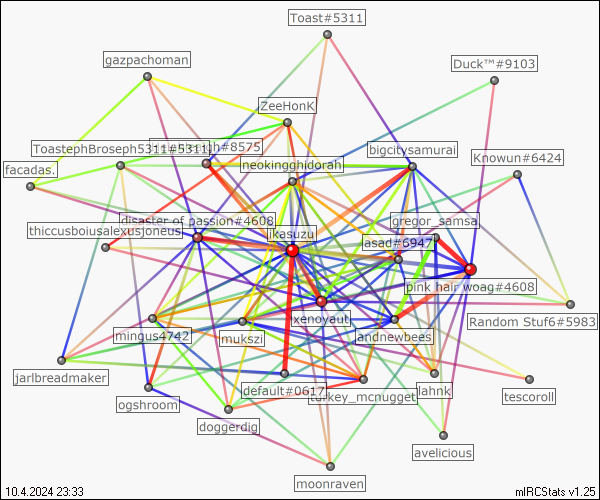 Toast#5311
gazpachoman
Duck™#9103
ZeeHonK
ToastephBroseph5311#5311
gh#8575
bigcitysamurai
neokingghidorah
Knowun#6424
facadas.
disaster of passion#4608
gregor_samsa
thiccusboiusalexusjoneus
ikasuzu
asad#6947
pink hair woag#4608
xenoyaut
Random Stuf6#5983
mingus4742
mukszi
andnewbees
jarlbreadmaker
default#0617
turkey_mcnugget
lahnk
tescoroll
ogshroom
doggerdig
avelicious
moonraven
10.4.2024 23:33
mIRCStats v1.25